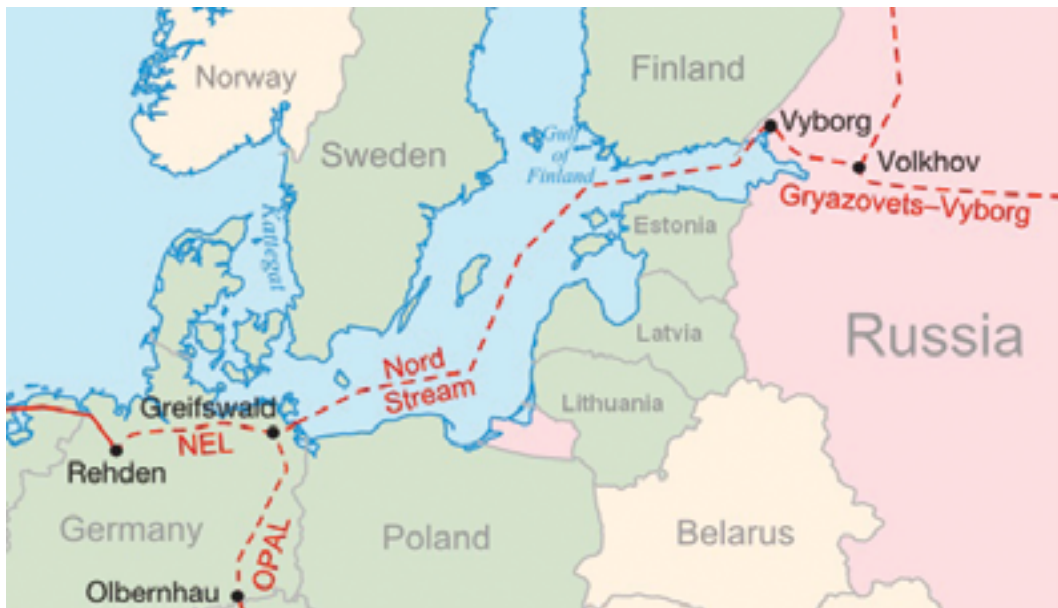 Norway
Sweden
Finland
Gulf
of
Finland
Vyborg
Volkhov
Gryazovets–Vyborg
Estonia
Kattegat
Latvia
Russia
Nord
Stream
Lithuania
Greifswald
NEL
Rehden
Germany
OPAL
Poland
Belarus
Olbernhau